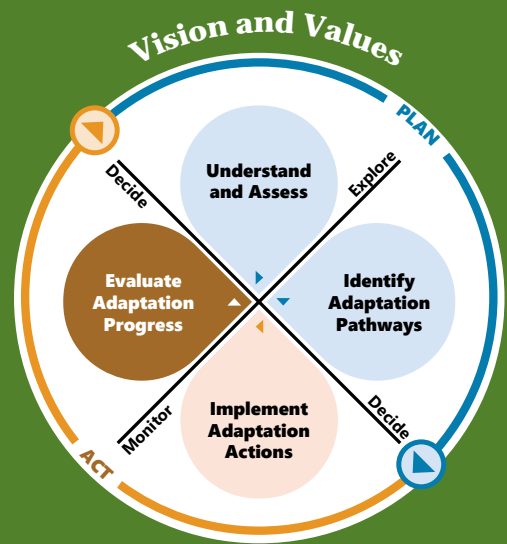 Vision and Values
PLAN
Decide
Explore
Understand
and Assess
Evaluate
Adaptation
Progress
Identify
Adaptation
Pathways
Implement
Adaptation
Actions
Monitor
Decide
ACT